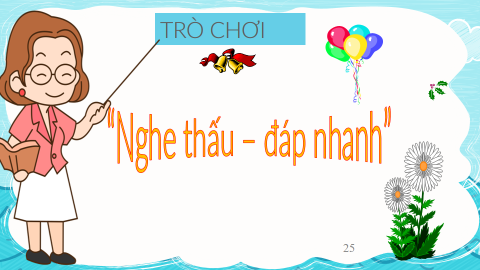 TRÒ CHƠI
“Nghe thấu – đáp nhanh”
25